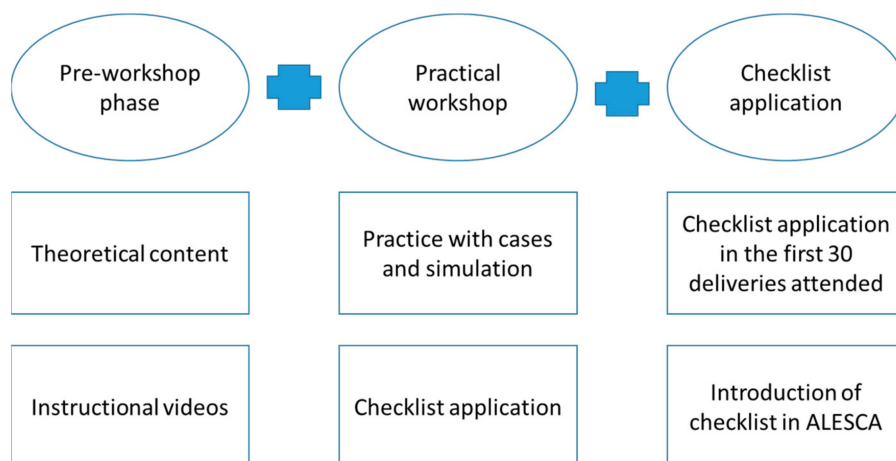 Pre-workshop
phase
Practical
workshop
Checklist
application
Theoretical content
Practice with cases
and simulation
Checklist application
in the first 30
deliveries attended
Instructional videos
Checklist application
Introduction of
checklist in ALESCA